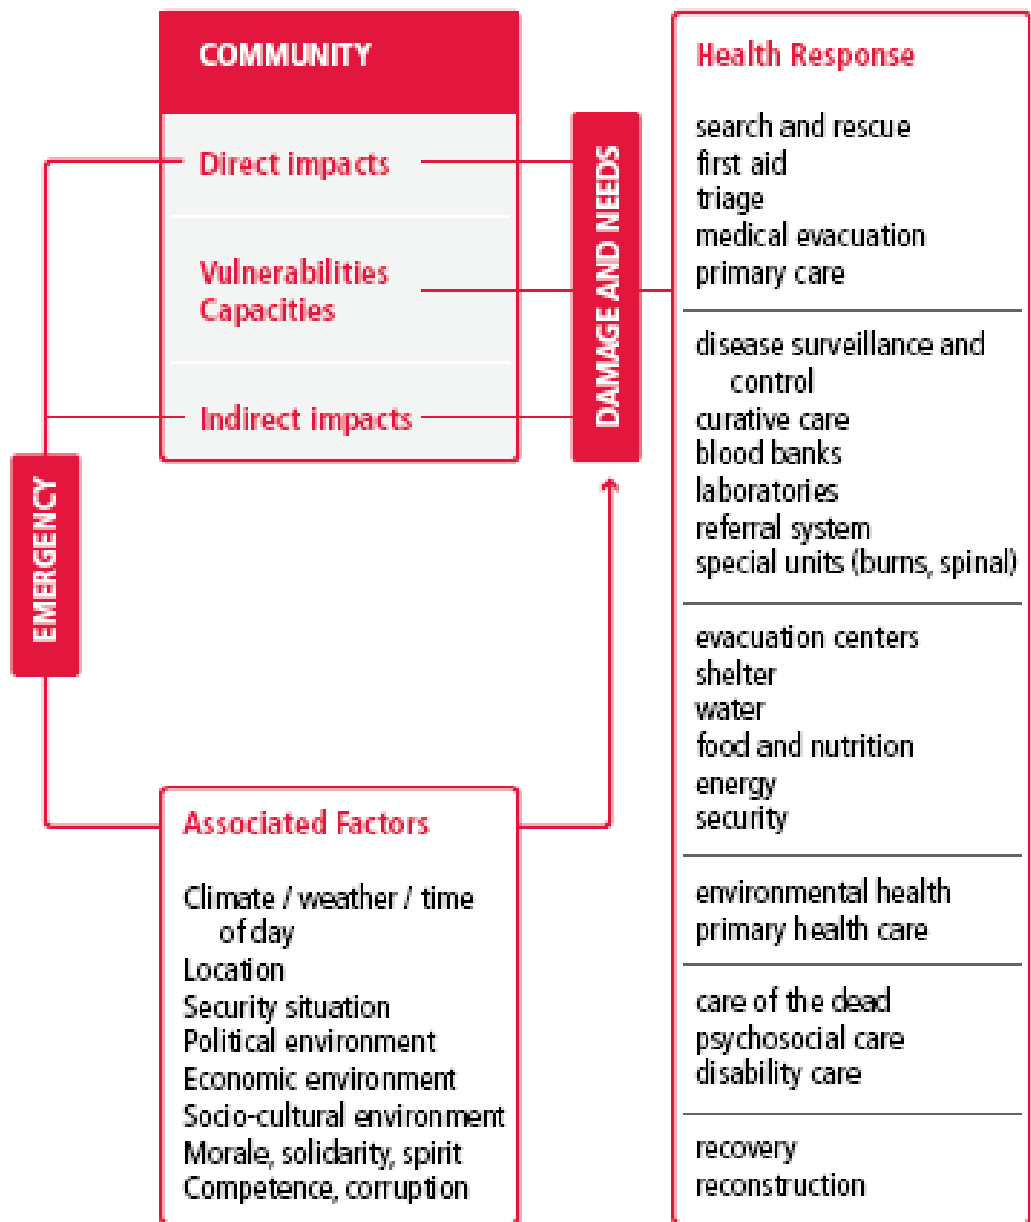 COMMUNITY
Direct impacts
Vulnerabilities
Capacities
Indirect impacts
EMERGENCY
DAMAGE AND NEEDS
Associated Factors
Climate / weather / time
of day
Location
Security situation
Political environment
Economic environment
Socio-cultural environment
Morale, solidarity, spirit
Competence, corruption
Health Response
search and rescue
first aid
triage
medical evacuation
primary care
disease surveillance and
control
curative care
blood banks
laboratories
referral system
special units (burns, spinal)
evacuation centers
shelter
water
food and nutrition
energy
security
environmental health
primary health care
care of the dead
psychosocial care
disability care
recovery
reconstruction